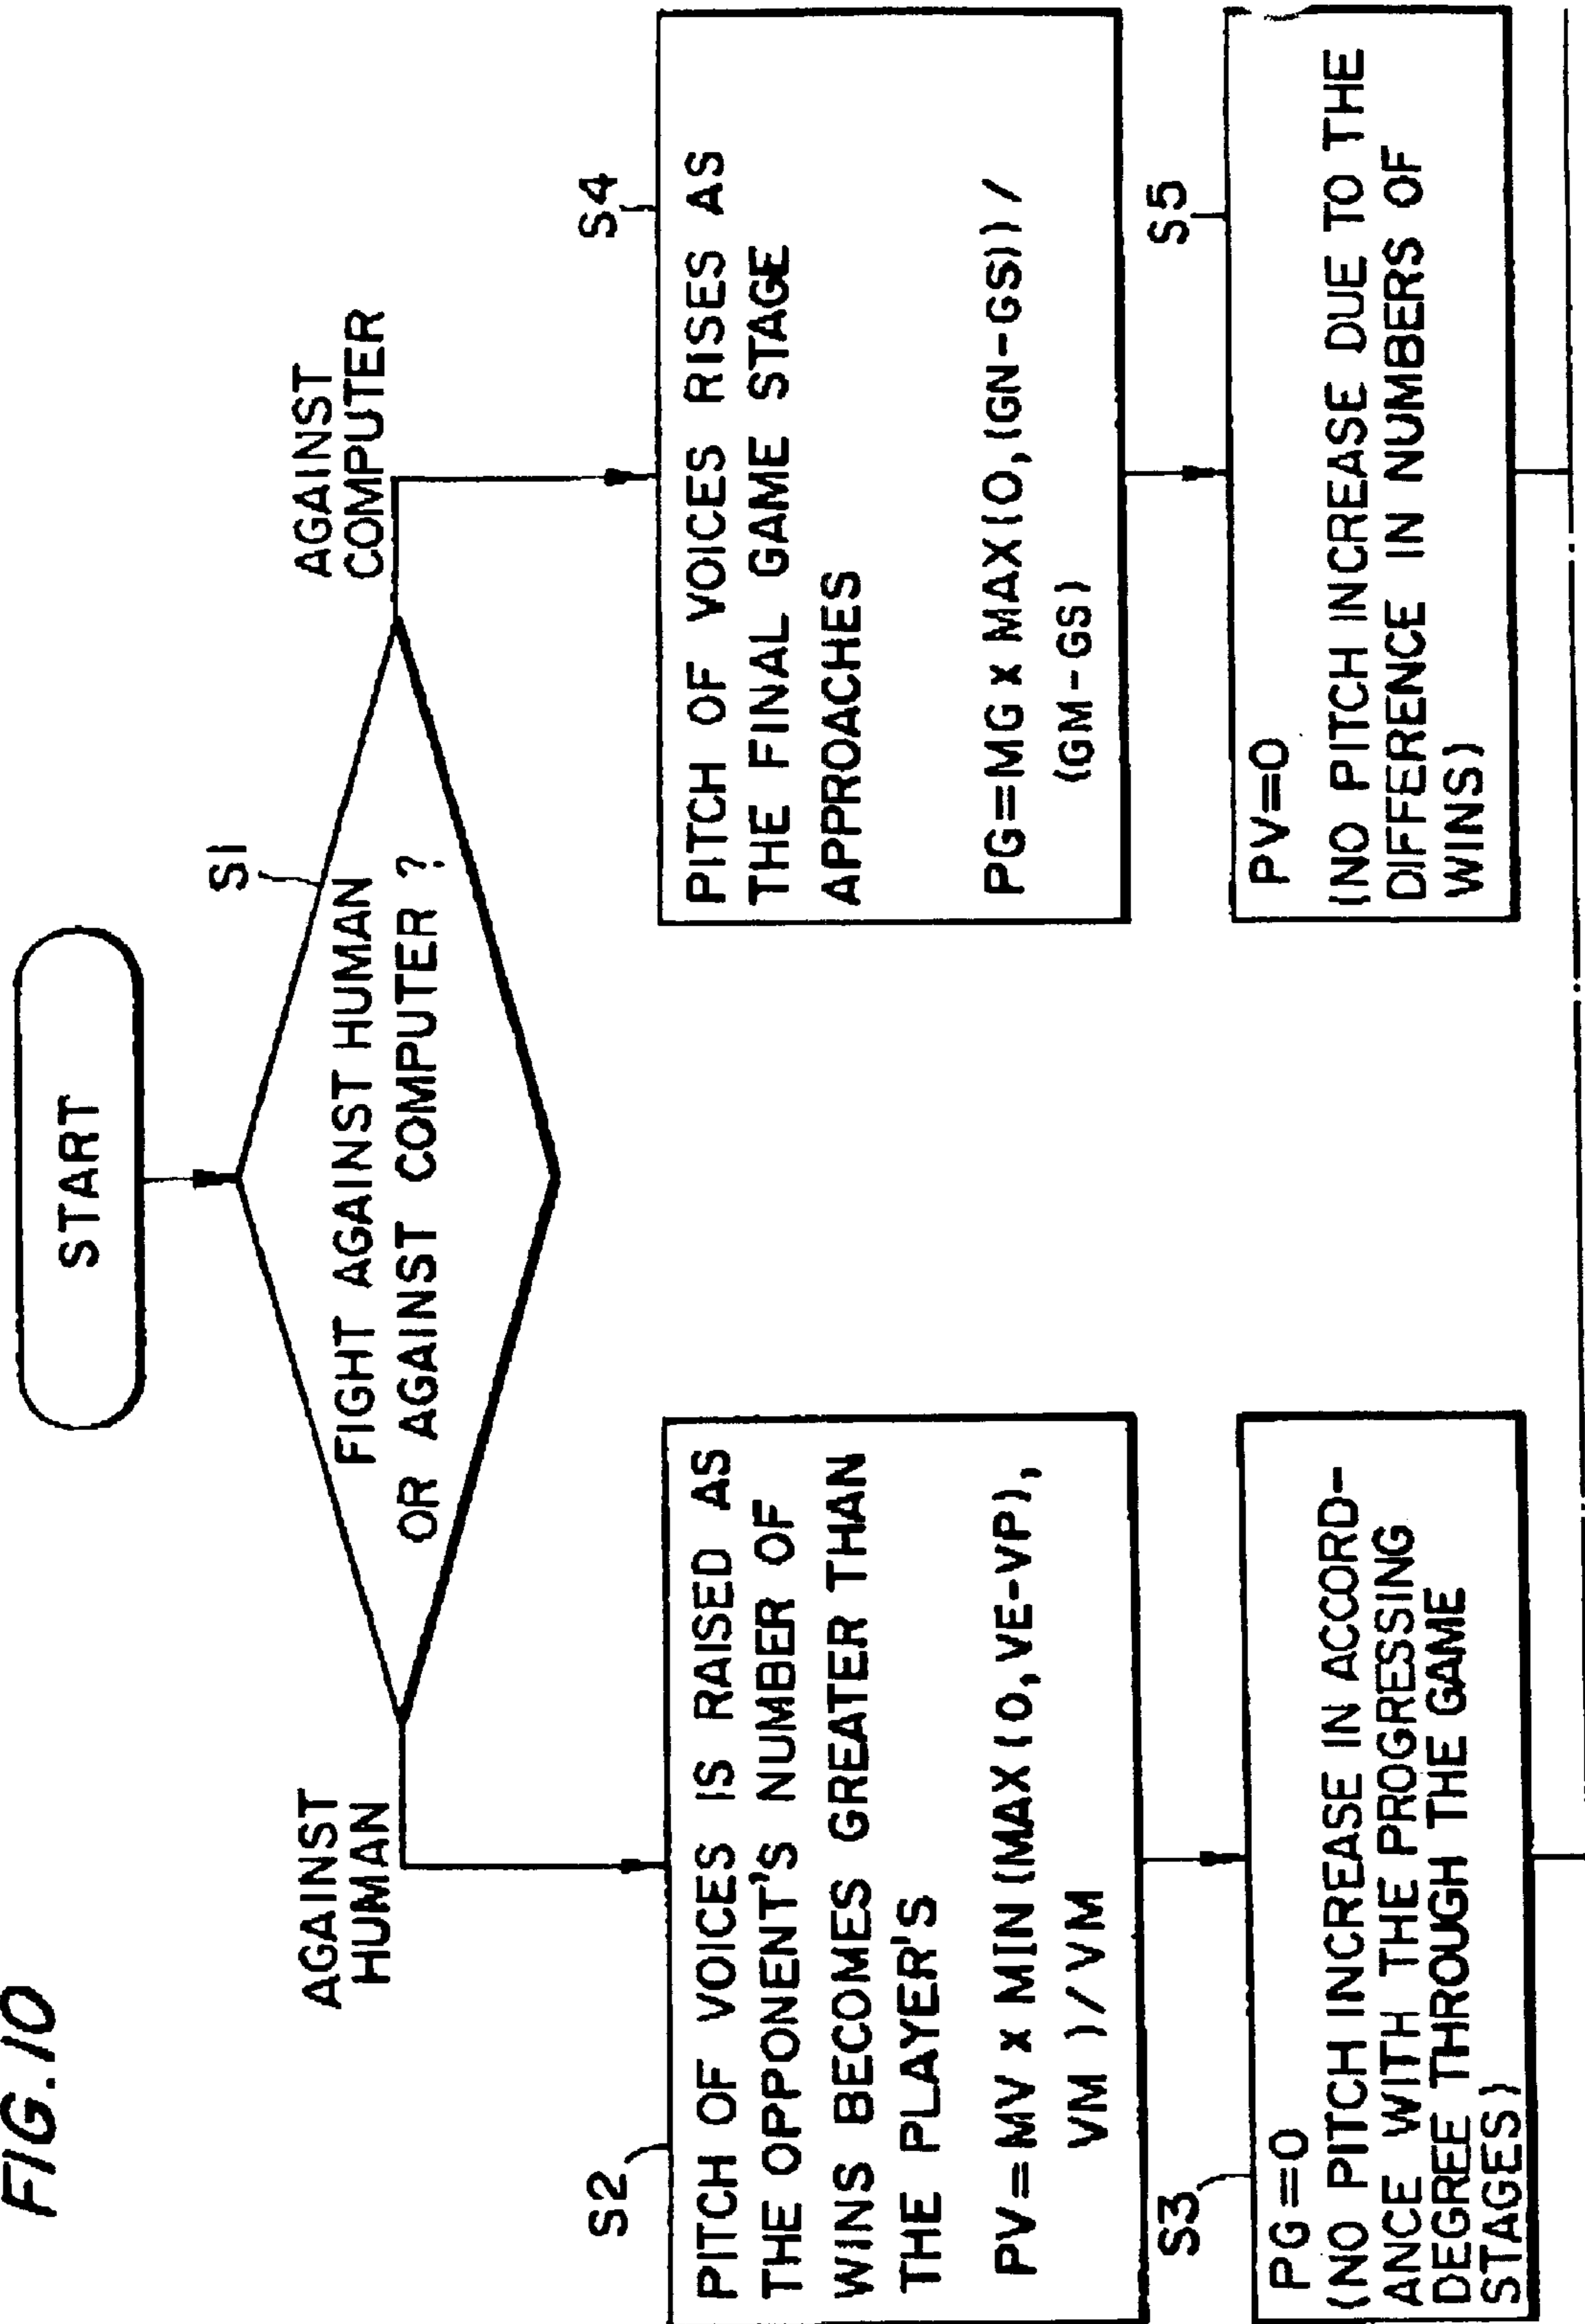 FIG. 10
START
S1
FIGHT AGAINST HUMAN
OR AGAINST COMPUTER ?
AGAINST
HUMAN
AGAINST
COMPUTER
S2
PITCH OF VOICES IS RAISED AS
THE OPPONENT'S NUMBER OF
WINS BECOMES GREATER THAN
THE PLAYER'S
PV=MV x MIN (MAX (0,VE-VP),
VM )/VM
S3
PG=0
(NO PITCH INCREASE IN ACCORD-
ANCE WITH THE PROGRESSING
DEGREE THROUGH THE GAME
STAGES)
S4
PITCH OF VOICES RISES AS
THE FINAL GAME STAGE
APPROACHES
PG=MG x MAX(0,(GN-GS))/
(GM-GS)
S5
PV=0
(NO PITCH INCREASE DUE TO THE
DIFFERENCE IN NUMBERS OF
WINS)